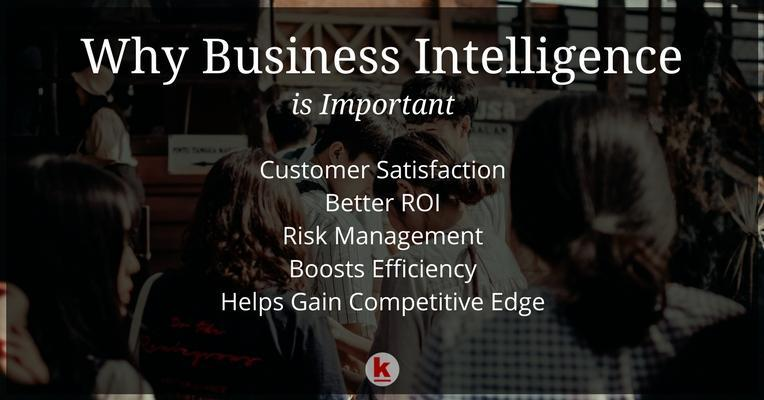 Why Business Intelligence
is Important
Customer Satisfaction
Better ROI
Risk Management
Boosts Efficiency
Helps Gain Competitive Edge
k